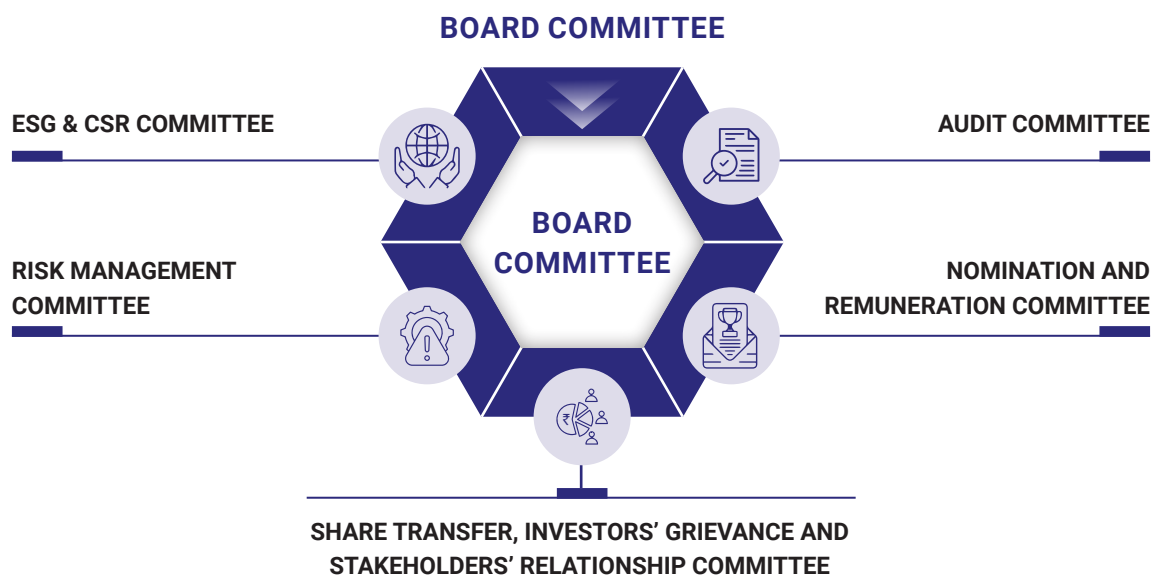 BOARD COMMITTEE
ESG & CSR COMMITTEE
AUDIT COMMITTEE
BOARD
COMMITTEE
RISK MANAGEMENT
COMMITTEE
NOMINATION AND
REMUNERATION COMMITTEE
₹
SHARE TRANSFER, INVESTORS’ GRIEVANCE AND
STAKEHOLDERS’ RELATIONSHIP COMMITTEE